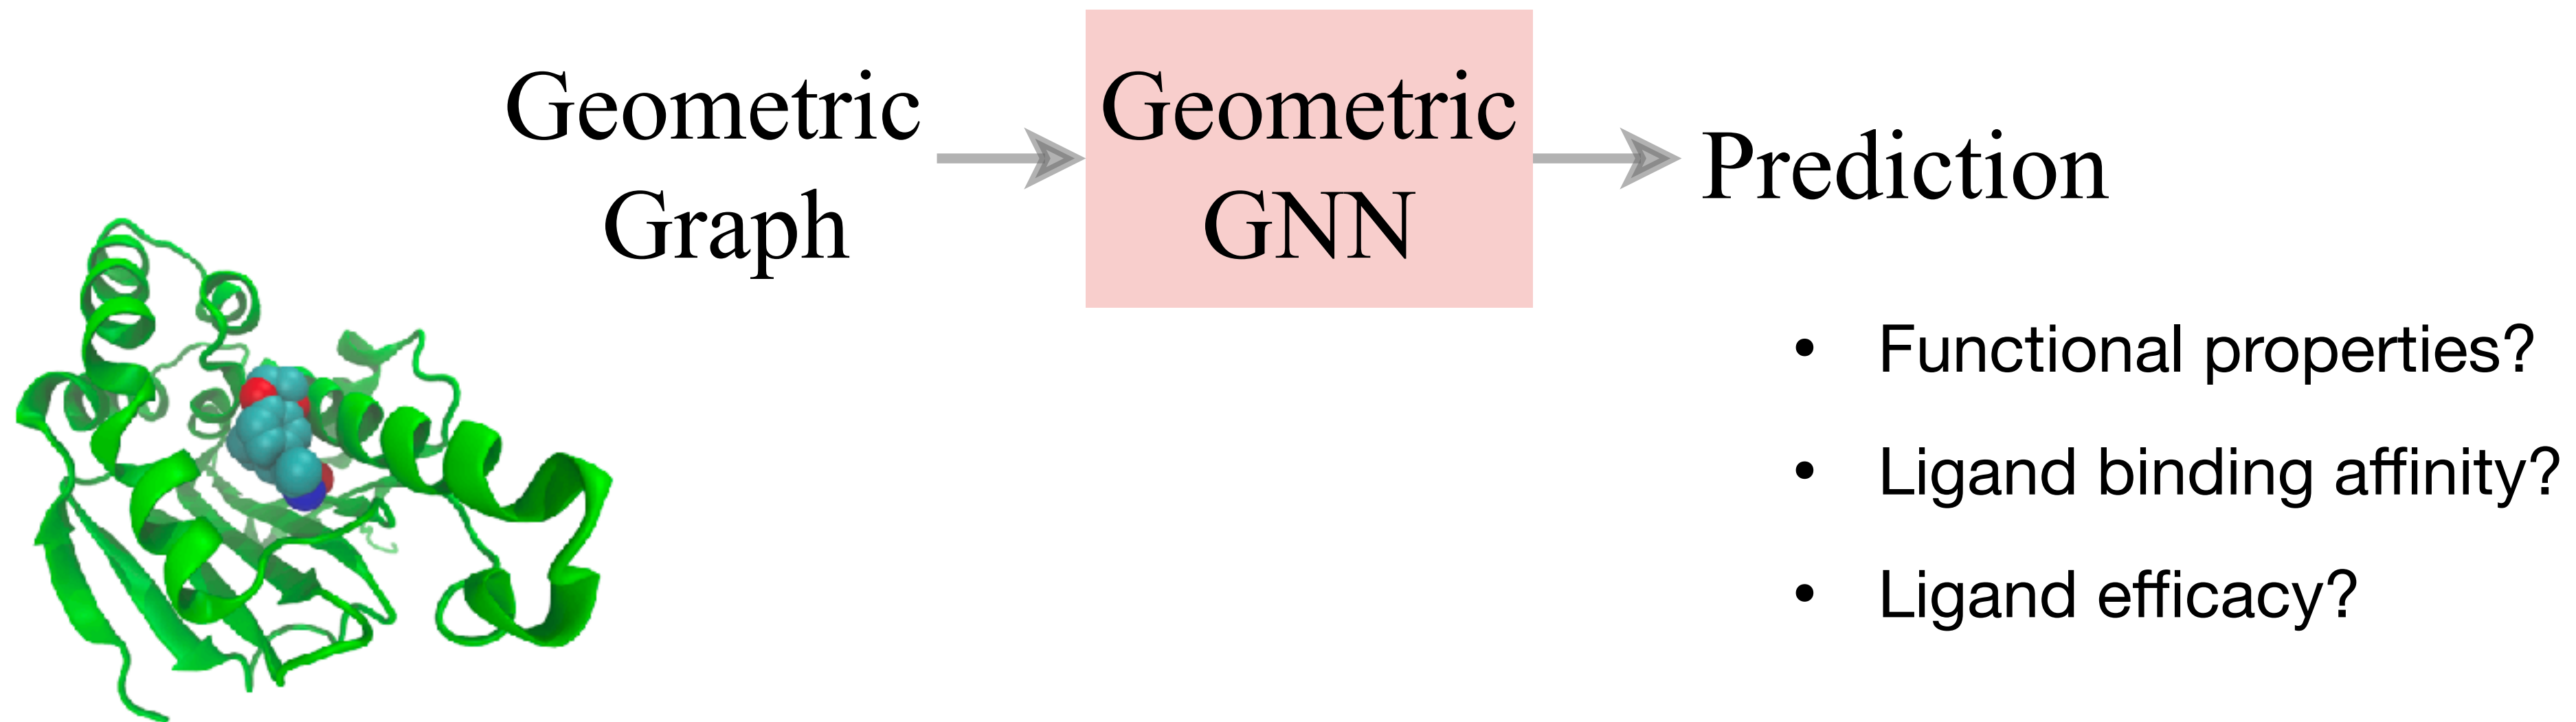 Geometric
Graph
Geometric
GNN
Prediction
• Functional properties?
• Ligand binding affinity?
• Ligand efficacy?